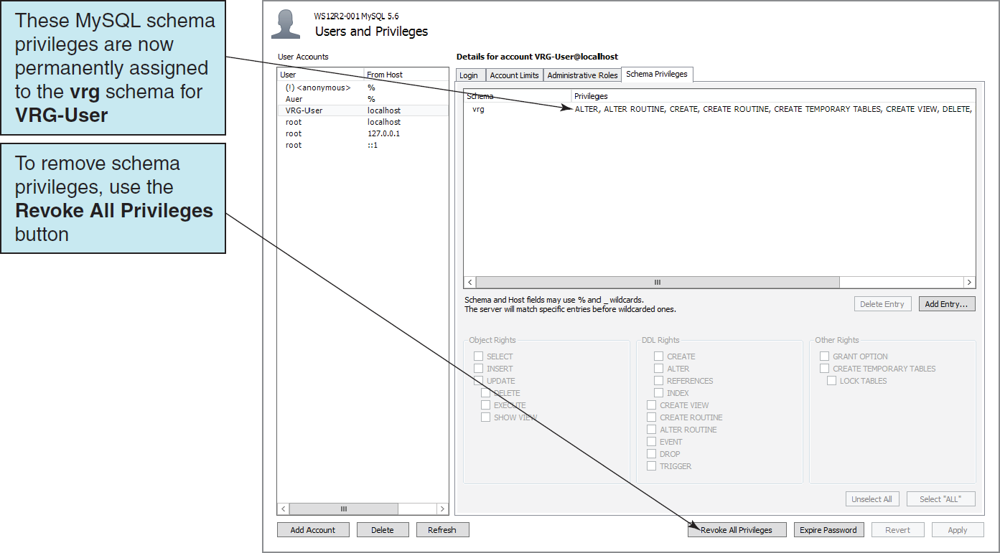 These MySQL schema
privileges are now
permanently assigned
to the vrg schema for
VRG-User
To remove schema
privileges, use the
Revoke All Privileges
button
WS12R2-001 MySQL 5.6
Users and Privileges
User Accounts
User From Host
(!) <anonymous> %
Auer %
VRG-User localhost
root localhost
root 127.0.0.1
root ::1
Add Account Delete Refresh
Details for account VRG-User@localhost
Login Account Limits Administrative Roles Schema Privileges
Schema Privileges
vrg ALTER, ALTER ROUTINE, CREATE, CREATE ROUTINE, CREATE TEMPORARY TABLES, CREATE VIEW, DELETE,
Schema and Host fields may use % and _ wildcards.
The server will match specific entries before wildcarded ones.
Delete Entry Add Entry...
Object Rights
SELECT
INSERT
UPDATE
DELETE
EXECUTE
SHOW VIEW
DDL Rights
CREATE
ALTER
REFERENCES
INDEX
CREATE VIEW
CREATE ROUTINE
ALTER ROUTINE
EVENT
DROP
TRIGGER
Other Rights
GRANT OPTION
CREATE TEMPORARY TABLES
LOCK TABLES
Unselect All Select "ALL"
Revoke All Privileges Expire Password Revert Apply